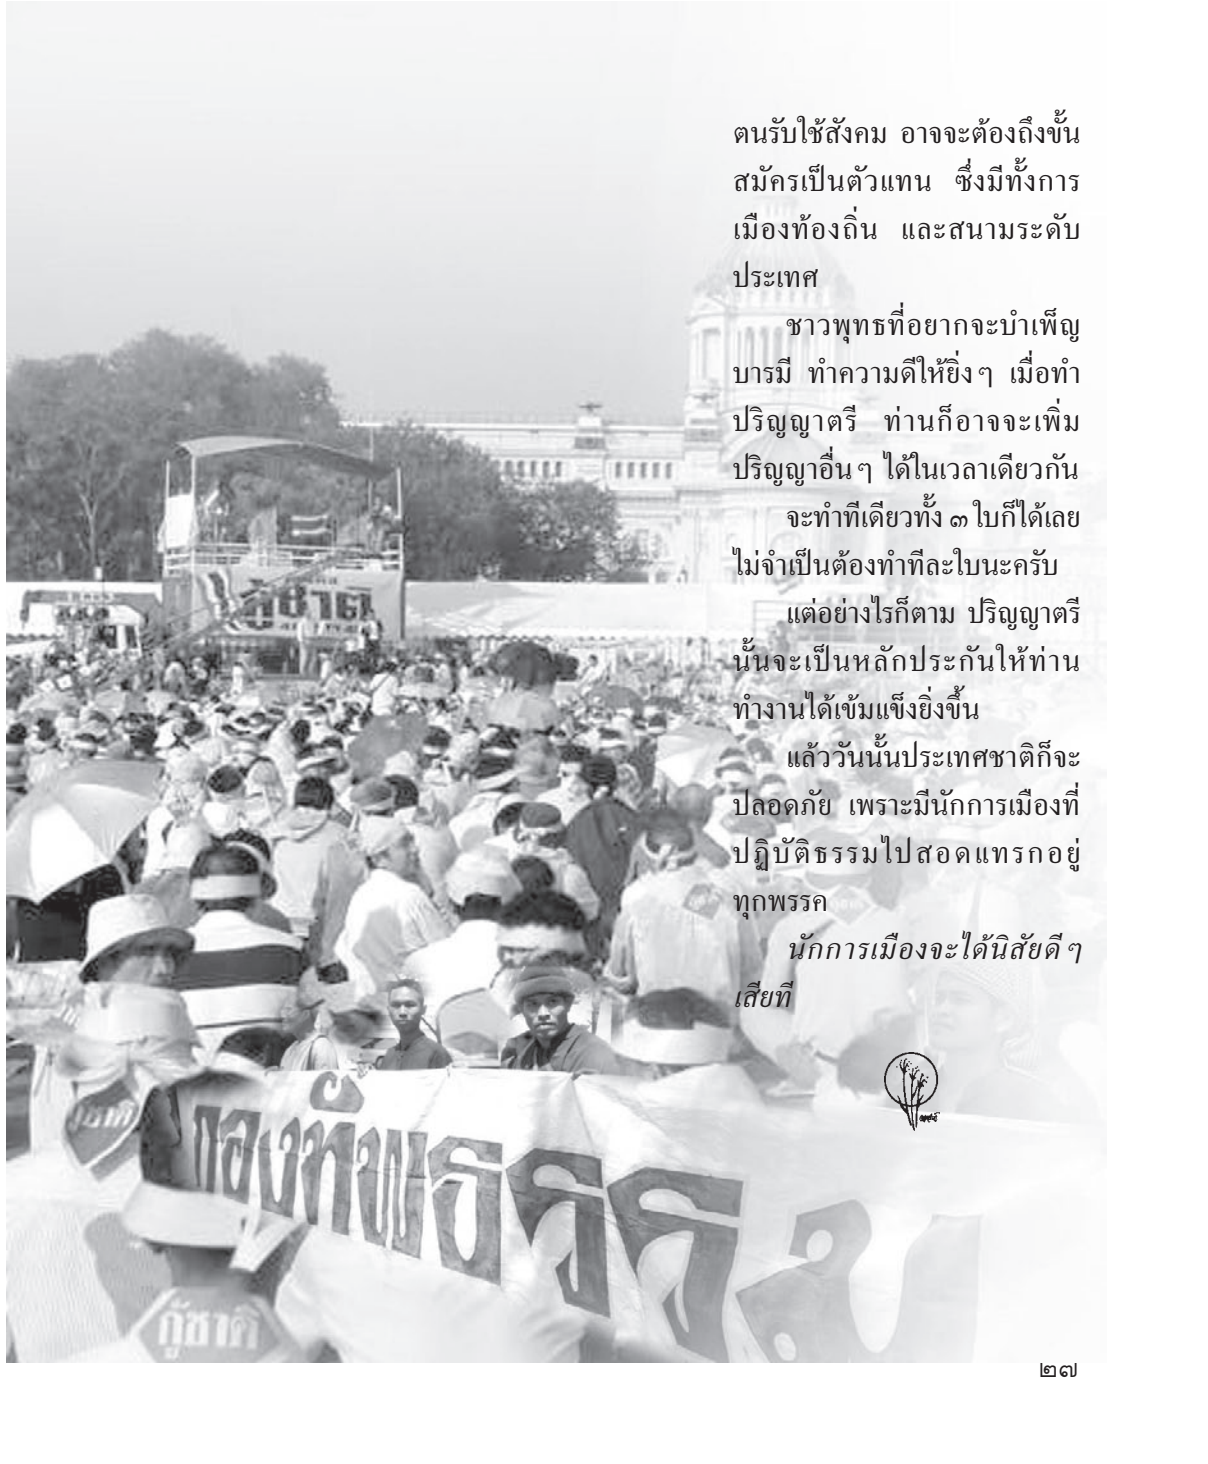 ตนรับใช้สังคม อาจจะต้องถึงขั้น
สมัครเป็นตัวแทน ซึ่งมีทั้งการ
เมืองท้องถิ่น และสนามระดับ
ประเทศ
ชาวพุทธที่อยากจะบำเพ็ญ
บารมี ทำความดีให้ยิ่งๆ เมื่อทำ
ปริญญาตรี ท่านก็อาจจะเพิ่ม
ปริญญาอื่นๆ ได้ในเวลาเดียวกัน
จะทำทีเดียวทั้ง ๓ ใบก็ได้เลย
ไม่จำเป็นต้องทำทีละใบนะครับ
แต่อย่างไรก็ตาม ปริญญาตรี
นั้นจะเป็นหลักประกันให้ท่าน
ทำงานได้เข้มแข็งยิ่งขึ้น
แล้ววันนั้นประเทศชาติก็จะ
ปลอดภัย เพราะมีนักการเมืองที่
ปฏิบัติธรรมไปสอดแทรกอยู่
ทุกพรรค
นักการเมืองจะได้นิสัยดีๆ
เสียที
กู้ชาติ
กองทัพธรรม
กู้ชาติ
๒๗